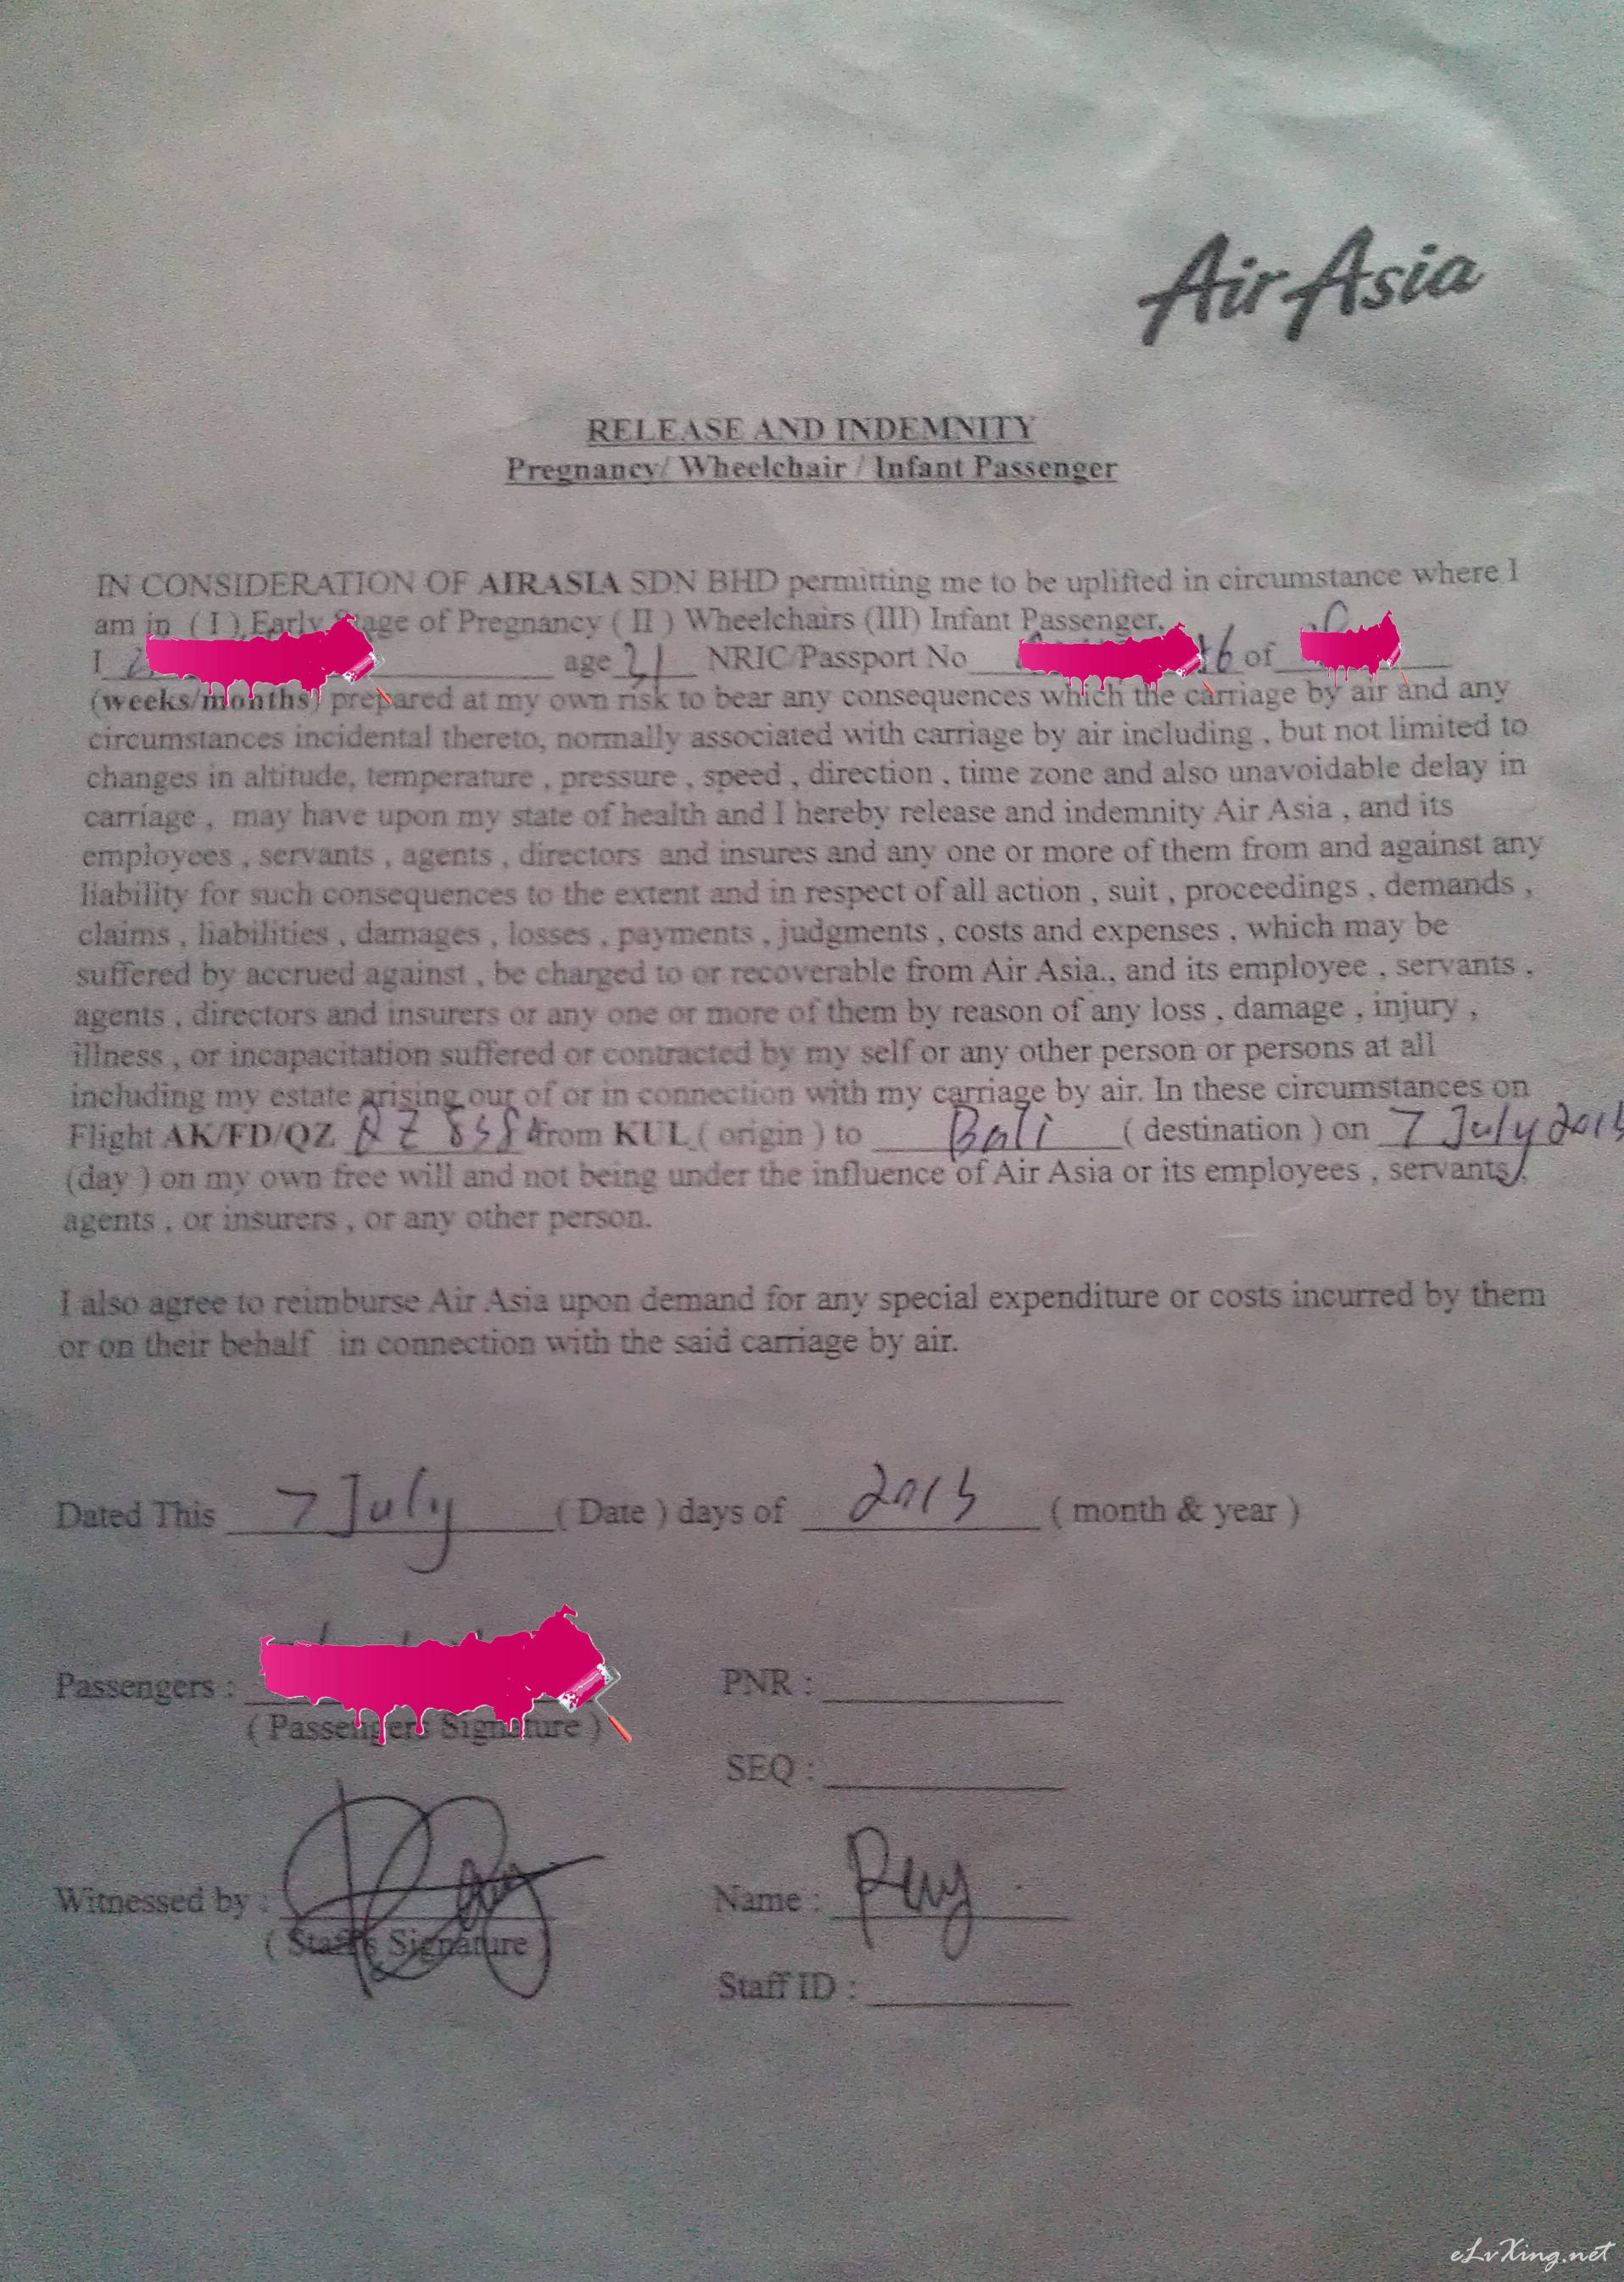 AirAsia
RELEASE AND INDEMNITY
Pregnancy/ Wheelchair / Infant Passenger
IN CONSIDERATION OF AIRASIA SDN BHD permitting me to be uplifted in circumstance where I
am in ( I ) Early Stage of Pregnancy ( II ) Wheelchairs (III) Infant Passenger.
I age 21 NRIC/Passport No of
(weeks/months) prepared at my own risk to bear any consequences which the carriage by air and any
circumstances incidental thereto, normally associated with carriage by air including , but not limited to
changes in altitude, temperature , pressure , speed , direction , time zone and also unavoidable delay in
carriage , may have upon my state of health and I hereby release and indemnity Air Asia , and its
employees , servants , agents , directors and insures and any one or more of them from and against any
liability for such consequences to the extent and in respect of all action , suit , proceedings , demands ,
claims , liabilities , damages , losses , payments , judgments , costs and expenses , which may be
suffered by accrued against , be charged to or recoverable from Air Asia., and its employee , servants ,
agents , directors and insurers or any one or more of them by reason of any loss , damage , injury ,
illness , or incapacitation suffered or contracted by my self or any other person or persons at all
including my estate arising our of or in connection with my carriage by air. In these circumstances on
Flight AK/FD/QZ from KUL ( origin ) to Bali ( destination ) on 7 July
(day ) on my own free will and not being under the influence of Air Asia or its employees , servants,
agents , or insurers , or any other person.
I also agree to reimburse Air Asia upon demand for any special expenditure or costs incurred by them
or on their behalf in connection with the said carriage by air.
Dated This 7 July ( Date ) days of ( month & year )
Passengers : PNR :
( Passengers Signature )
SEQ :
Witnessed by : Name :
( Staff's Signature
Staff ID :
eLvXing.net